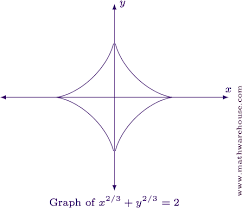 y
x
Graph of $x^{2/3} + y^{2/3} = 2$
www.mathwarehouse.com